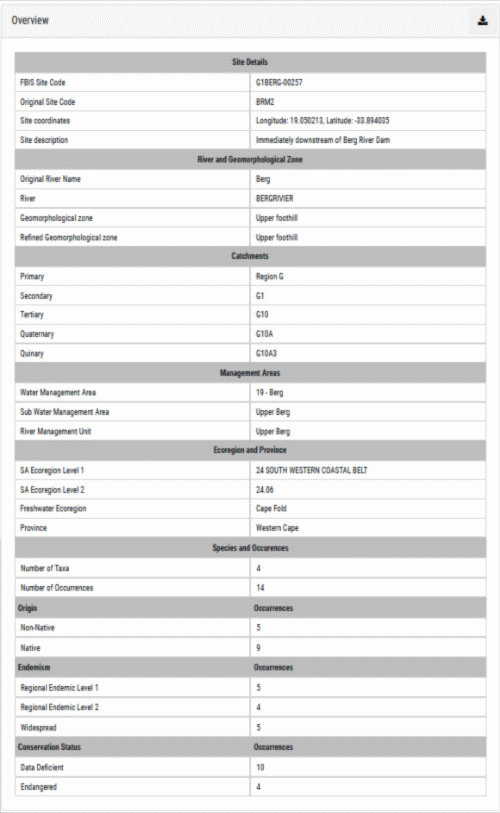 Overview
Site Details
FBIS Site Code G1BERG-00257
Original Site Code BRM2
Site coordinates Longitude: 19.050213, Latitude: -33.894035
Site description Immediately downstream of Berg River Dam
River and Geomorphological Zone
Original River Name Berg
River BERGRIVIER
Geomorphological zone Upper foothill
Refined Geomorphological zone Upper foothill
Catchments
Primary Region G
Secondary G1
Tertiary G10
Quaternary G10A
Quinary G10A3
Management Areas
Water Management Area 19 - Berg
Sub Water Management Area Upper Berg
River Management Unit Upper Berg
Ecoregion and Province
SA Ecoregion Level 1 24 SOUTH WESTERN COASTAL BELT
SA Ecoregion Level 2 24.06
Freshwater Ecoregion Cape Fold
Province Western Cape
Species and Occurences
Number of Taxa 4
Number of Occurrences 14
Origin Occurrences
Non-Native 5
Native 9
Endemism Occurrences
Regional Endemic Level 1 5
Regional Endemic Level 2 4
Widespread 5
Conservation Status Occurrences
Data Deficient 10
Endangered 4